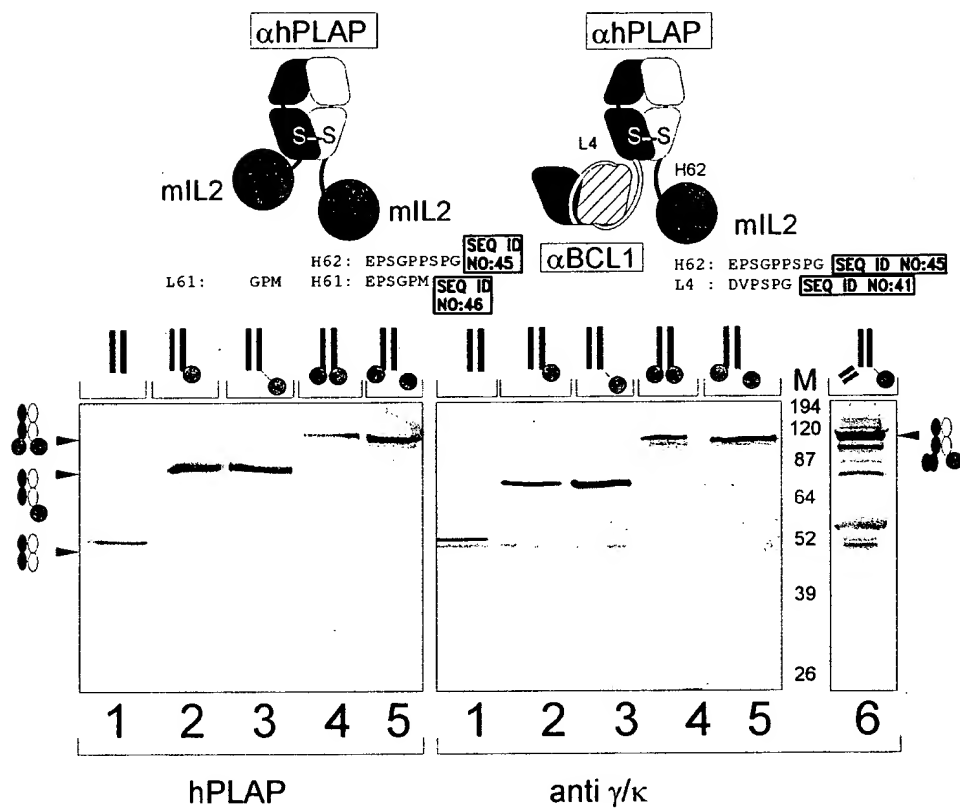 αhPLAP
αhPLAP
S--S
S--S
L4
H62
mIL2
mIL2
mIL2
αBCL1
H62: EPSGPPSPG SEQ ID NO:45
L61: GPM H61: EPSGPM SEQ ID NO:46
H62: EPSGPPSPG SEQ ID NO:45
L4 : DVPSPG SEQ ID NO:41
M
194
120
87
64
52
39
26
1 2 3 4 5 1 2 3 4 5 6
hPLAP anti γ/κ